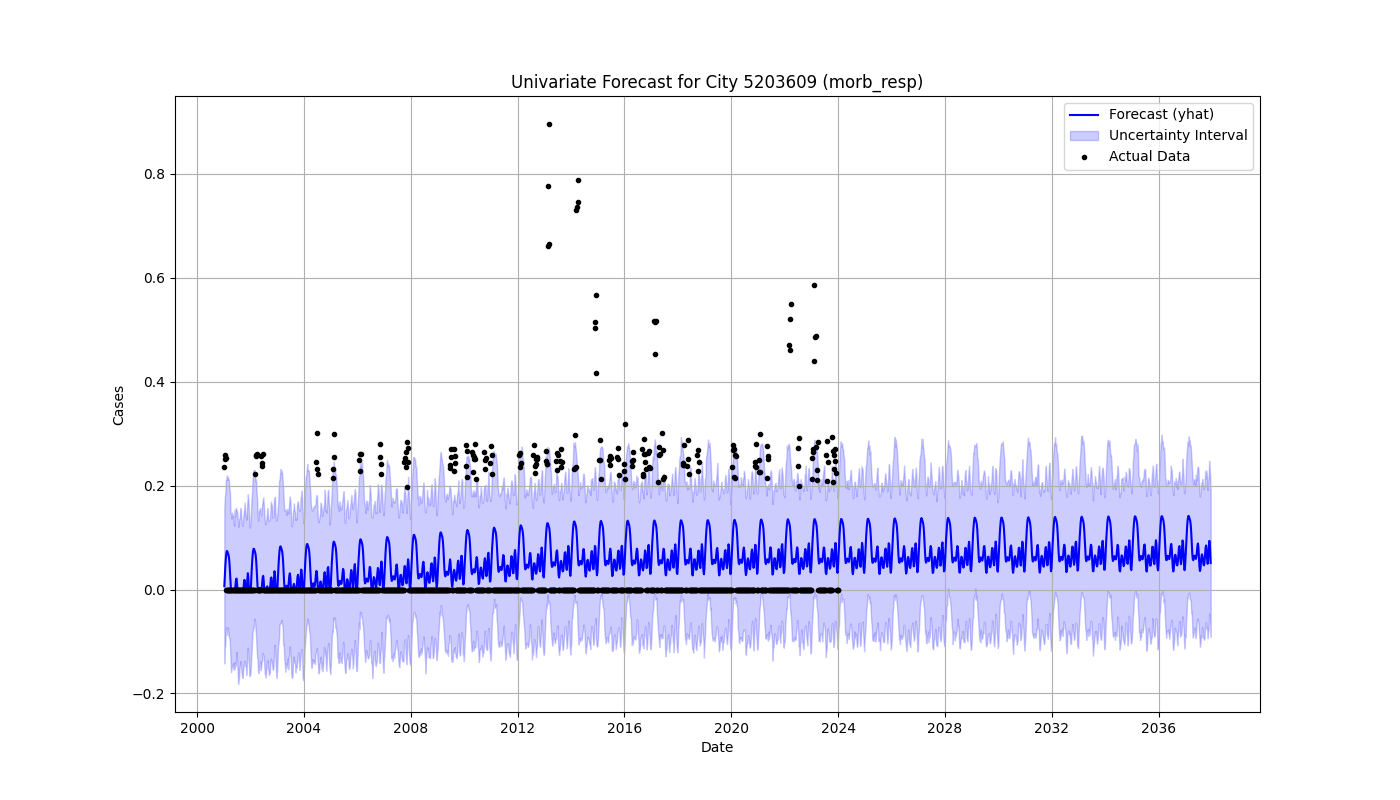 Univariate Forecast for City 5203609 (morb_resp)
Forecast (yhat)
Uncertainty Interval
Actual Data
Cases
0.8
0.6
0.4
0.2
0.0
−0.2
2000 2004 2008 2012 2016 2020 2024 2028 2032 2036
Date